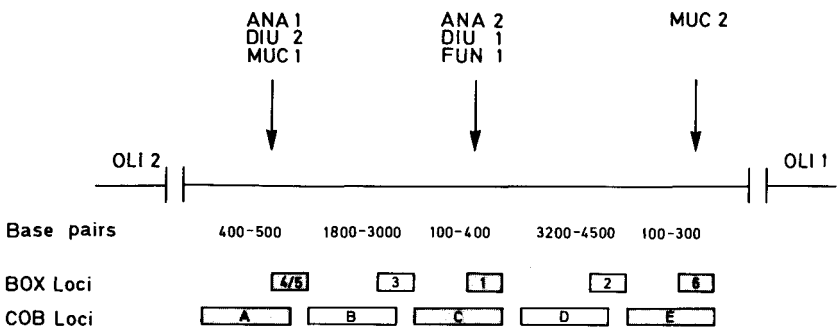 ANA 1 ANA 2 MUC 2
DIU 2 DIU 1
MUC 1 FUN 1
OLI 2 OLI 1
Base pairs 400-500 1800-3000 100-400 3200-4500 100-300
BOX Loci 4/5 3 1 2 6
COB Loci A B C D E